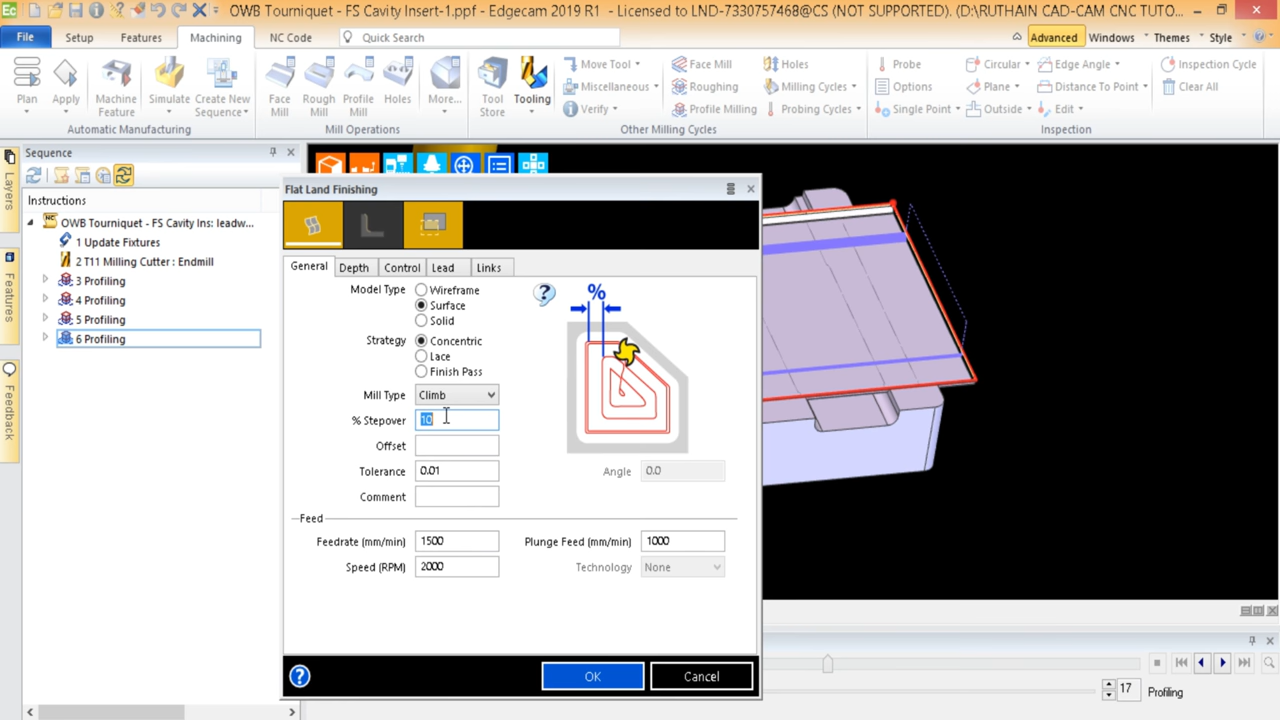 OWB Tourniquet - FS Cavity Insert-1.ppf - Edgecam 2019 R1 - Licensed to LMD-7330757468@CS (NOT SUPPORTED). (D:\RUTHAIN CAD-CAM CNC TUTO...
File Setup Features Machining NC Code Quick Search Advanced Windows Themes Style
Plan Apply Machine Feature Simulate Create New Sequence Face Mill Rough Mill Profile Mill Holes More... Tool Store Tooling
Move Tool Face Mill Holes Probe Circular Edge Angle Inspection Cycle
Miscellaneous Roughing Milling Cycles Options Plane Distance To Point Clear All
Verify Profile Milling Probing Cycles Single Point Outside Edit
Automatic Manufacturing Mill Operations Other Milling Cycles Inspection
Layers
Features
Feedback
Sequence
Instructions
OWB Tourniquet - FS Cavity Ins: leadw...
1 Update Fixtures
2 T11 Milling Cutter : Endmill
3 Profiling
4 Profiling
5 Profiling
6 Profiling
Flat Land Finishing
General Depth Control Lead Links
Model Type Wireframe
Surface
Solid
Strategy Concentric
Lace
Finish Pass
Mill Type Climb
% Stepover 10
Offset
Tolerance 0.01
Comment
%
Angle 0.0
Feed
Feedrate (mm/min) 1500 Plunge Feed (mm/min) 1000
Speed (RPM) 2000 Technology None
OK Cancel
17 Profiling